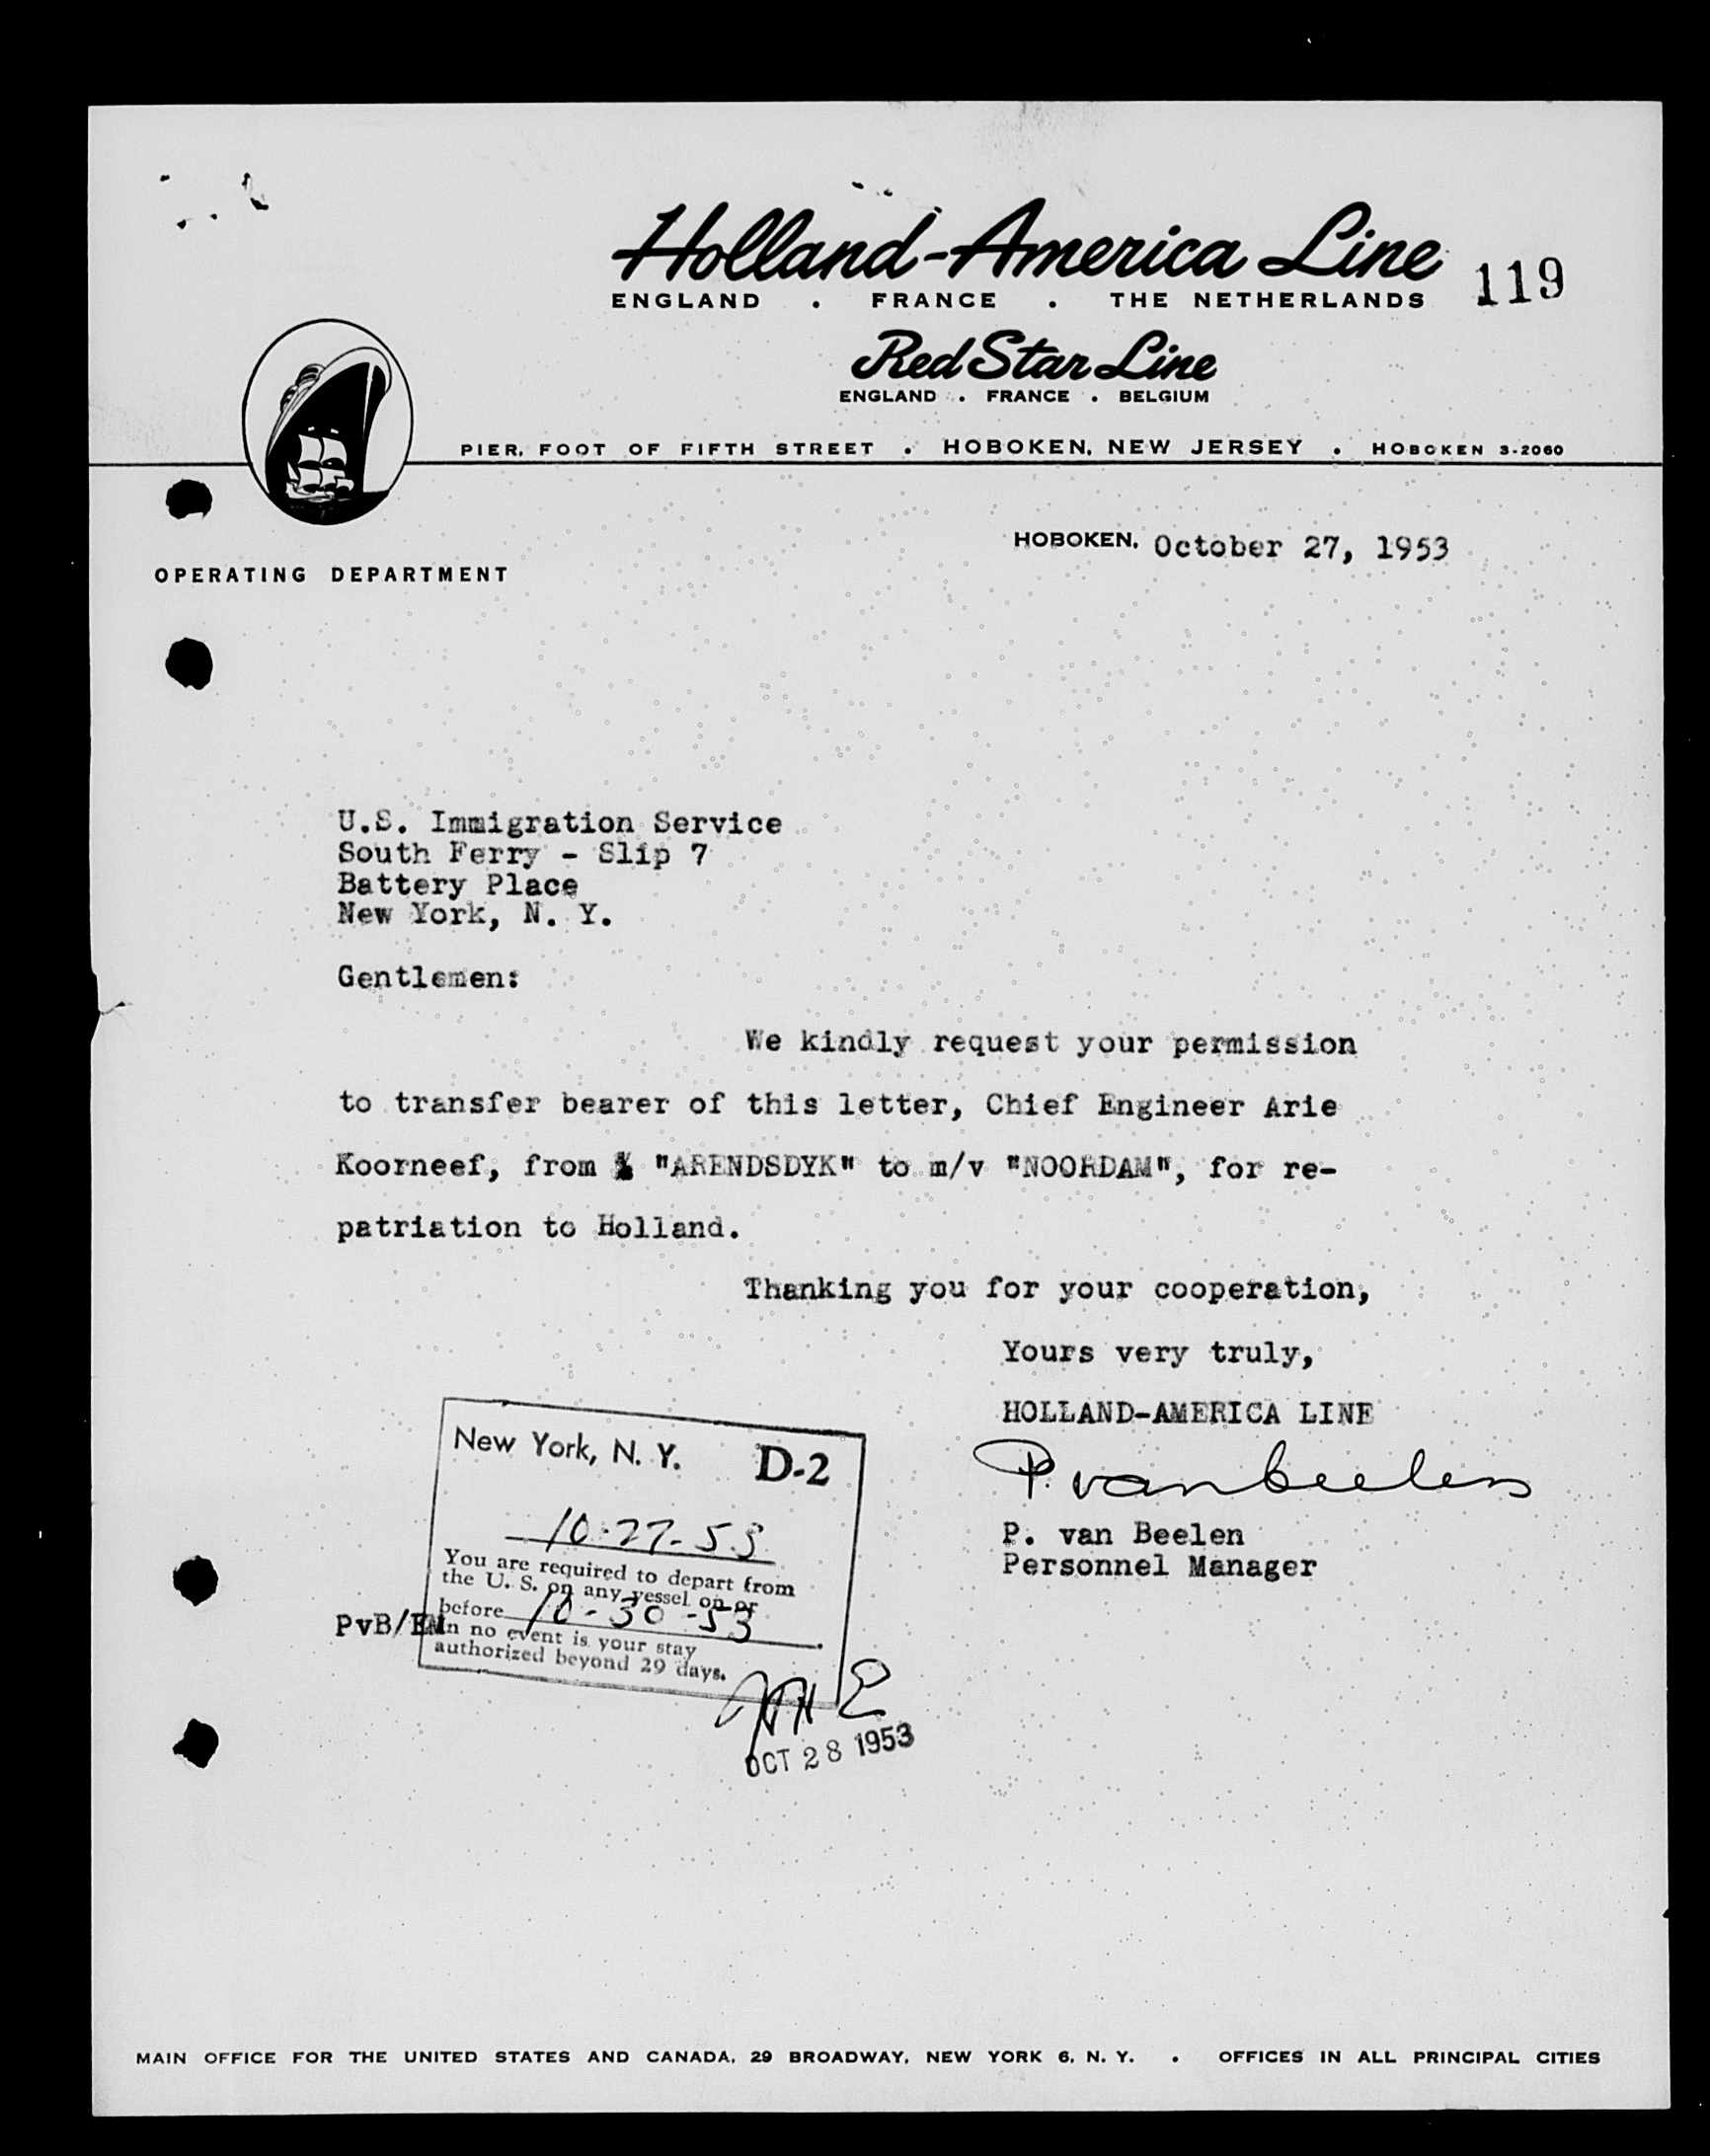 Holland-America Line
119
ENGLAND . FRANCE . THE NETHERLANDS
Red Star Line
ENGLAND . FRANCE . BELGIUM
PIER, FOOT OF FIFTH STREET . HOBOKEN, NEW JERSEY . HOBOKEN 3-2060
HOBOKEN, October 27, 1953
OPERATING DEPARTMENT
U.S. Immigration Service
South Ferry - Slip 7
Battery Place
New York, N. Y.
Gentlemen:
We kindly request your permission
to transfer bearer of this letter, Chief Engineer Arie
Koorneef, from "ARENDSDYK" to m/v "NOORDAM", for re-
patriation to Holland.
Thanking you for your cooperation,
Yours very truly,
HOLLAND-AMERICA LINE
P. van Beelen
P. van Beelen
Personnel Manager
New York, N. Y. D-2
10-27-53
You are required to depart from
the U. S. on any vessel on or
before 10-30-53.
In no event is your stay
authorized beyond 29 days.
PvB/EM
OCT 28 1953
MAIN OFFICE FOR THE UNITED STATES AND CANADA, 29 BROADWAY, NEW YORK 6, N. Y. . OFFICES IN ALL PRINCIPAL CITIES